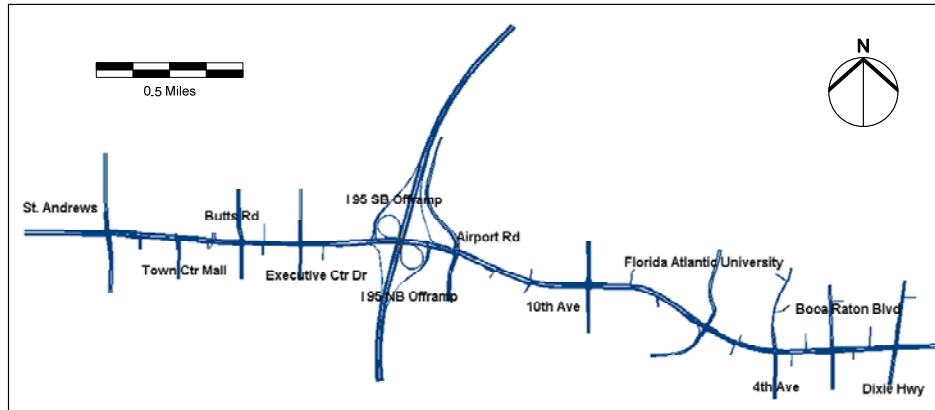 N
0.5 Miles
I 95 SB Offramp
St. Andrews
Butts Rd
Airport Rd
Florida Atlantic University
Town Ctr Mall
Executive Ctr Dr
I 95 NB Offramp
10th Ave
Boca Raton Blvd
4th Ave
Dixie Hwy